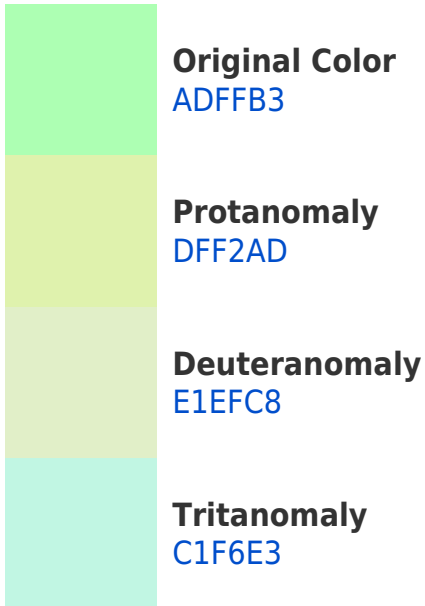 Original Color
ADFFB3
Protanomaly
DFF2AD
Deuteranomaly
E1EFC8
Tritanomaly
C1F6E3